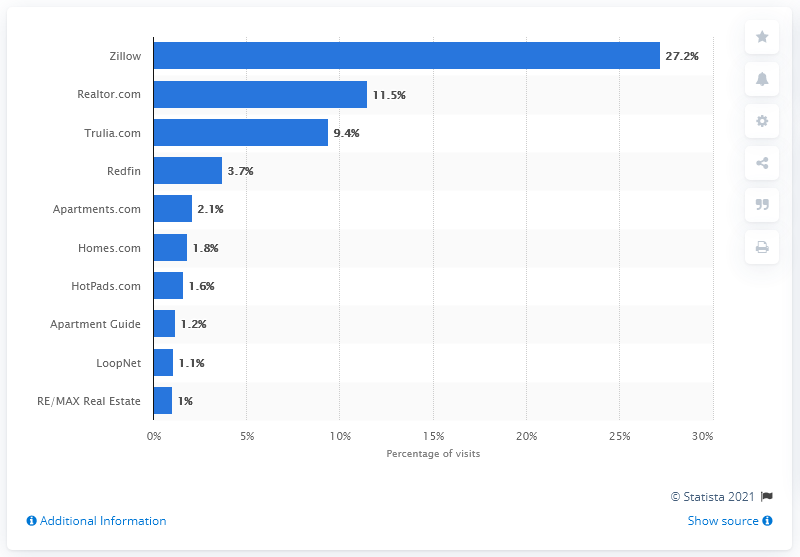 Zillow 27.2%
Realtor.com 11.5%
Trulia.com 9.4%
Redfin 3.7%
Apartments.com 2.1%
Homes.com 1.8%
HotPads.com 1.6%
Apartment Guide 1.2%
LoopNet 1.1%
RE/MAX Real Estate 1%
0% 5% 10% 15% 20% 25% 30%
Percentage of visits
© Statista 2021
Additional Information Show source